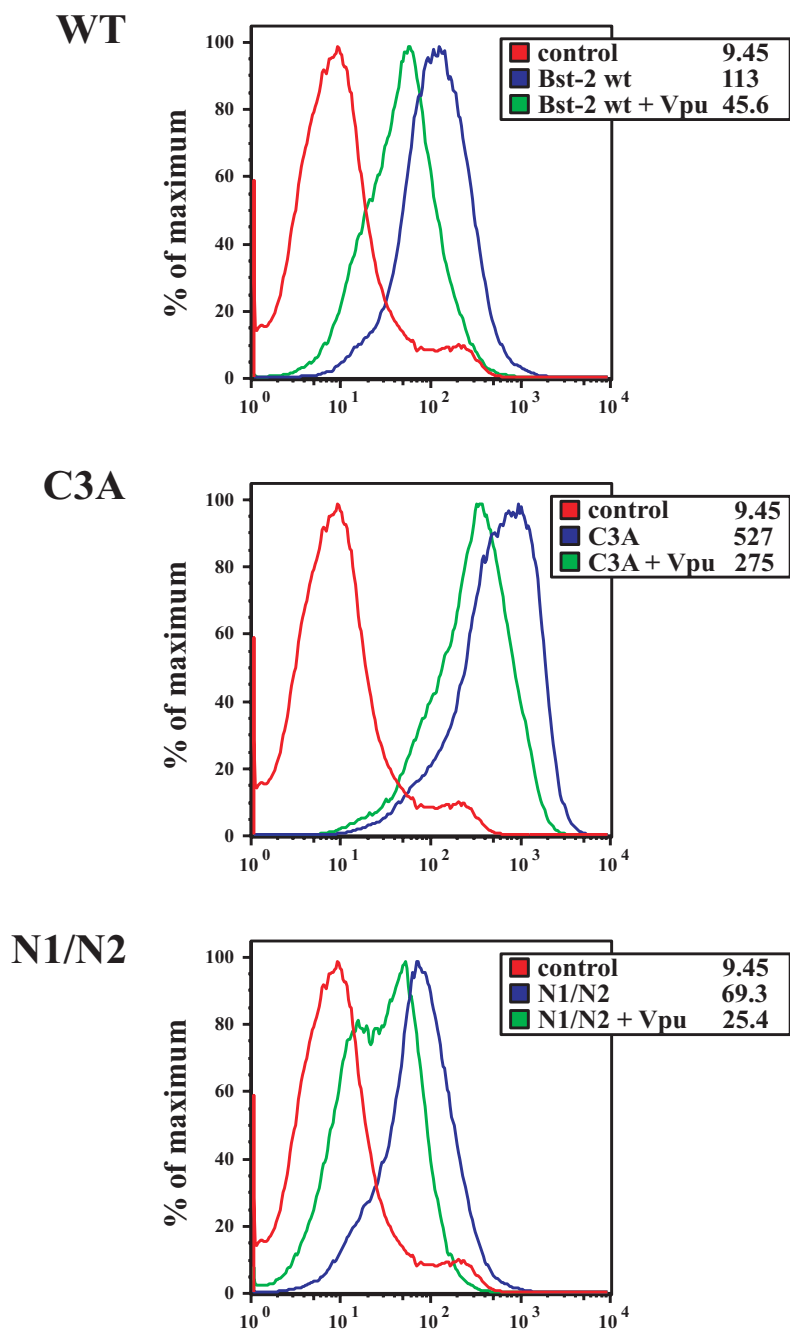 WT
control 9.45
Bst-2 wt 113
Bst-2 wt + Vpu 45.6
% of maximum
100
80
60
40
20
0
10^0 10^1 10^2 10^3 10^4
C3A
control 9.45
C3A 527
C3A + Vpu 275
% of maximum
100
80
60
40
20
0
10^0 10^1 10^2 10^3 10^4
N1/N2
control 9.45
N1/N2 69.3
N1/N2 + Vpu 25.4
% of maximum
100
80
60
40
20
0
10^0 10^1 10^2 10^3 10^4